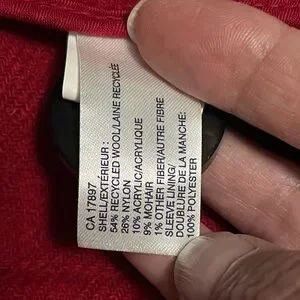 CA 17897
SHELL/EXTÉRIEUR :
54% RECYCLED WOOL/LAINE RECYCLÉE
26% NYLON
10% ACRYLIC/ACRYLIQUE
9% MOHAIR
1% OTHER FIBER/AUTRE FIBRE
SLEEVE LINING/
DOUBLURE DE LA MANCHE:
100% POLYESTER